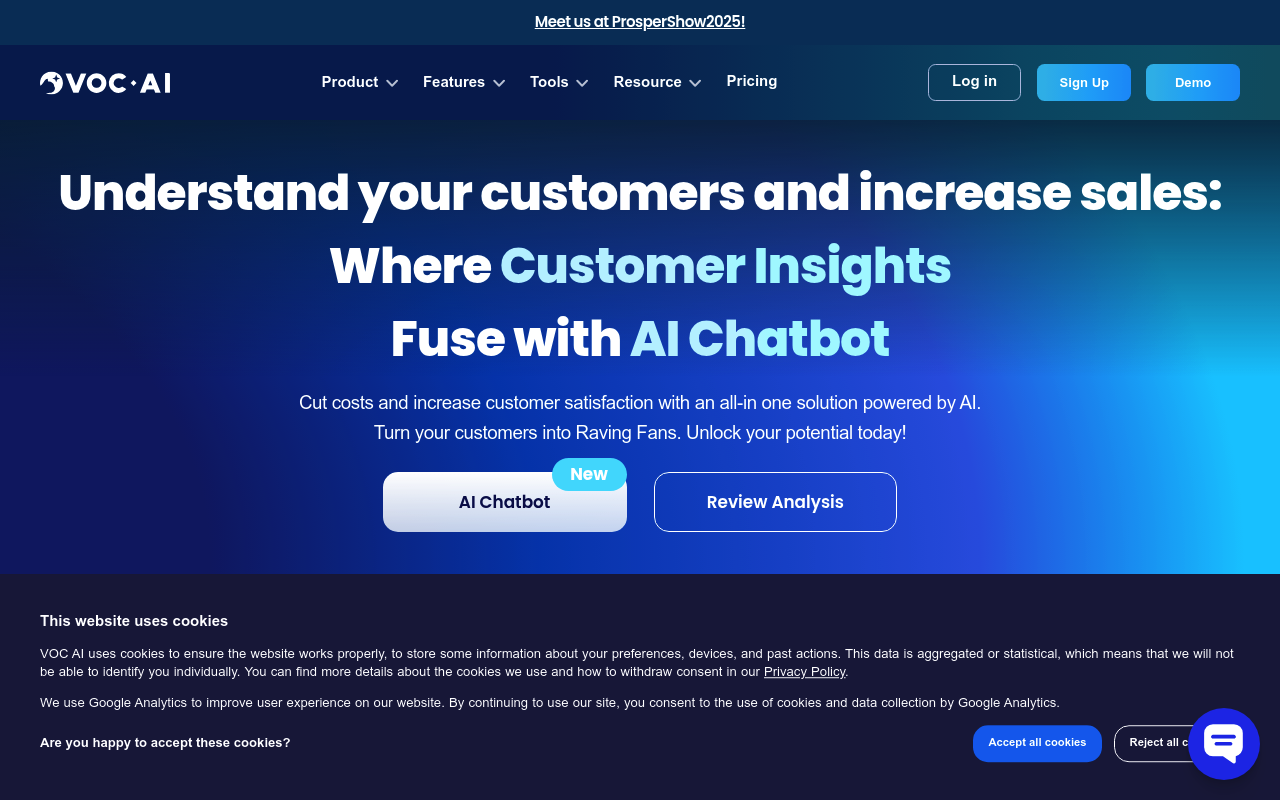 Meet us at ProsperShow2025!
VOC AI
Product Features Tools Resource Pricing Log in Sign Up Demo
Understand your customers and increase sales:
Where Customer Insights
Fuse with AI Chatbot
Cut costs and increase customer satisfaction with an all-in one solution powered by AI.
Turn your customers into Raving Fans. Unlock your potential today!
New
AI Chatbot Review Analysis
This website uses cookies
VOC AI uses cookies to ensure the website works properly, to store some information about your preferences, devices, and past actions. This data is aggregated or statistical, which means that we will not
be able to identify you individually. You can find more details about the cookies we use and how to withdraw consent in our Privacy Policy.
We use Google Analytics to improve user experience on our website. By continuing to use our site, you consent to the use of cookies and data collection by Google Analytics.
Are you happy to accept these cookies? Accept all cookies Reject all